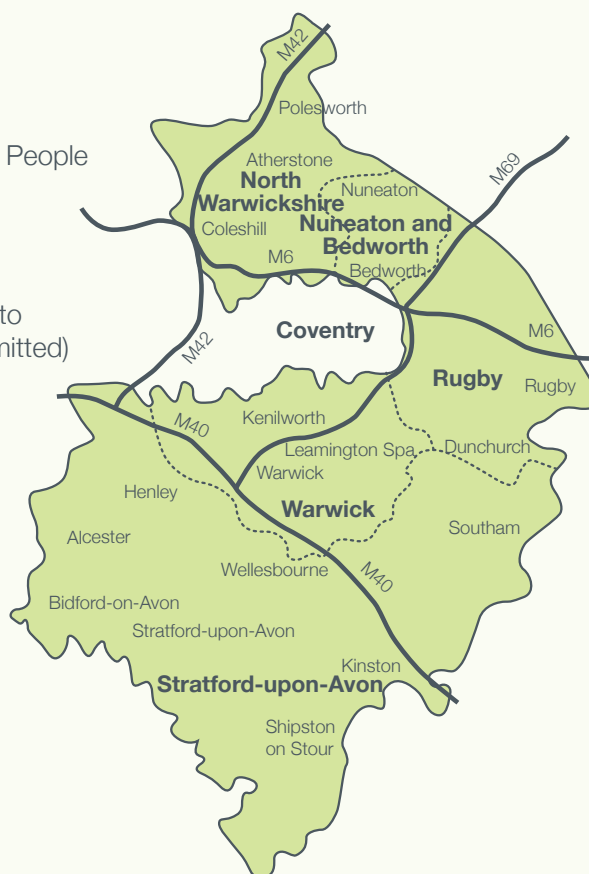 M42
Polesworth
People
Atherstone
M69
North
Warwickshire
Nuneaton
Coleshill
Nuneaton and
Bedworth
M6
Bedworth
to
mitted)
Coventry
M42
M6
Rugby
Rugby
M40
Kenilworth
Leamington Spa
Dunchurch
Warwick
Henley
Warwick
Southam
Alcester
Wellesbourne
M40
Bidford-on-Avon
Stratford-upon-Avon
Kinston
Stratford-upon-Avon
Shipston
on Stour